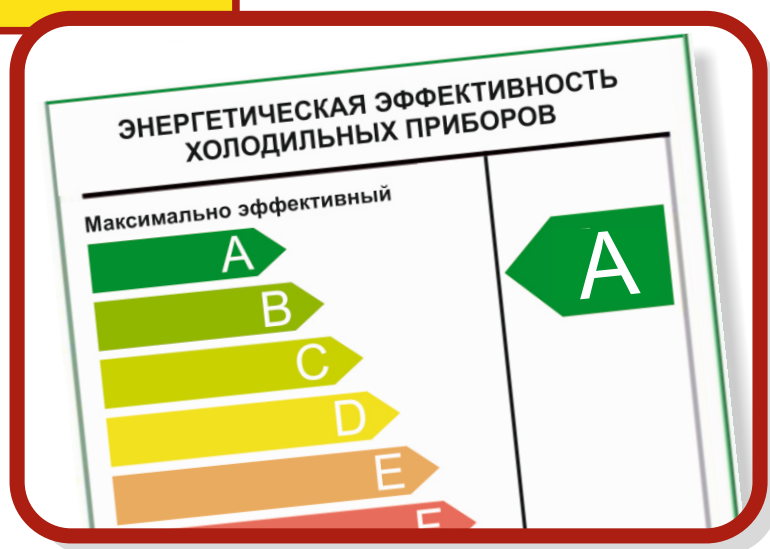 ЭНЕРГЕТИЧЕСКАЯ ЭФФЕКТИВНОСТЬ
ХОЛОДИЛЬНЫХ ПРИБОРОВ
Максимально эффективный
A
A
B
C
D
E
F